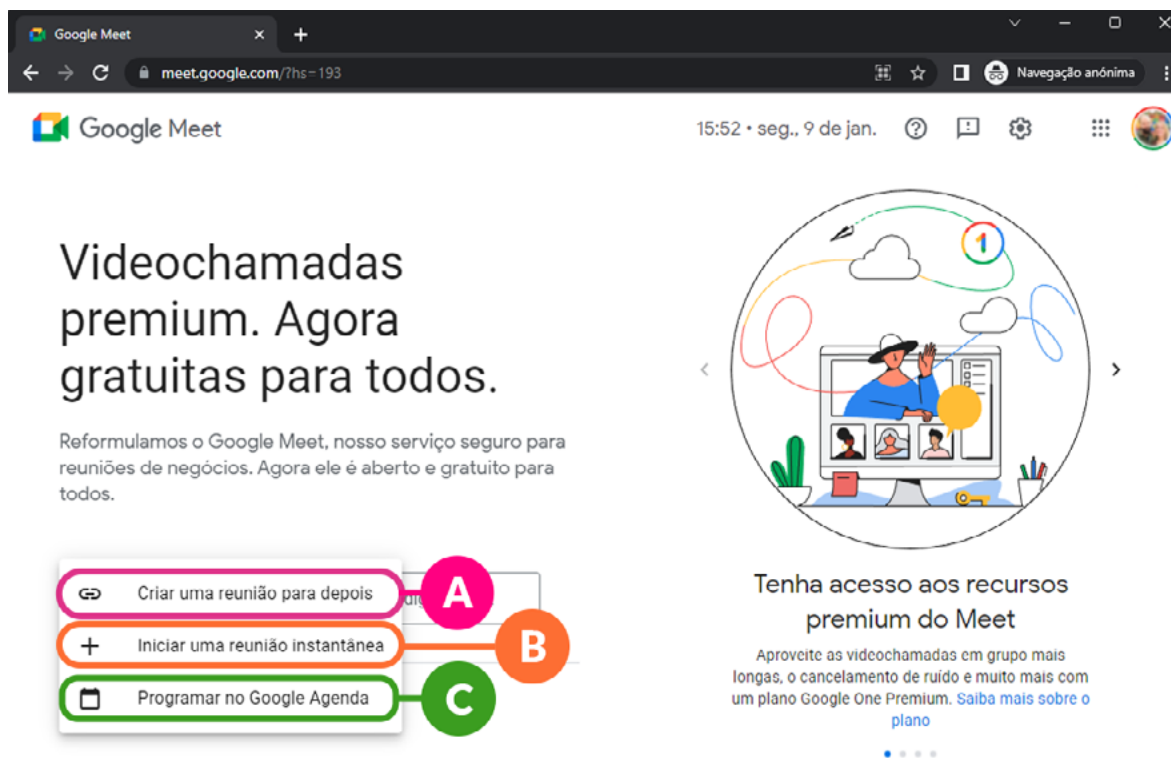 Google Meet
meet.google.com/?hs=193
Navegação anónima
Google Meet
15:52 • seg., 9 de jan.
Videochamadas
premium. Agora
gratuitas para todos.
Reformulamos o Google Meet, nosso serviço seguro para
reuniões de negócios. Agora ele é aberto e gratuito para
todos.
Criar uma reunião para depois
A
Iniciar uma reunião instantânea
B
Programar no Google Agenda
C
1
Tenha acesso aos recursos
premium do Meet
Aproveite as videochamadas em grupo mais
longas, o cancelamento de ruído e muito mais com
um plano Google One Premium. Saiba mais sobre o
plano